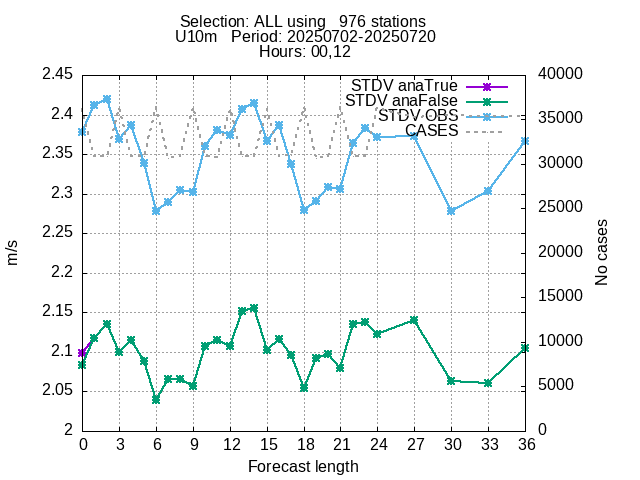 Selection: ALL using   976 stations
U10m   Period: 20250702-20250720
Hours: 00,12
STDV anaTrue
STDV anaFalse
STDV OBS
CASES
2.45
2.4
2.35
2.3
2.25
2.2
2.15
2.1
2.05
2
m/s
40000
35000
30000
25000
20000
15000
10000
5000
0
No cases
0 3 6 9 12 15 18 21 24 27 30 33 36
Forecast length